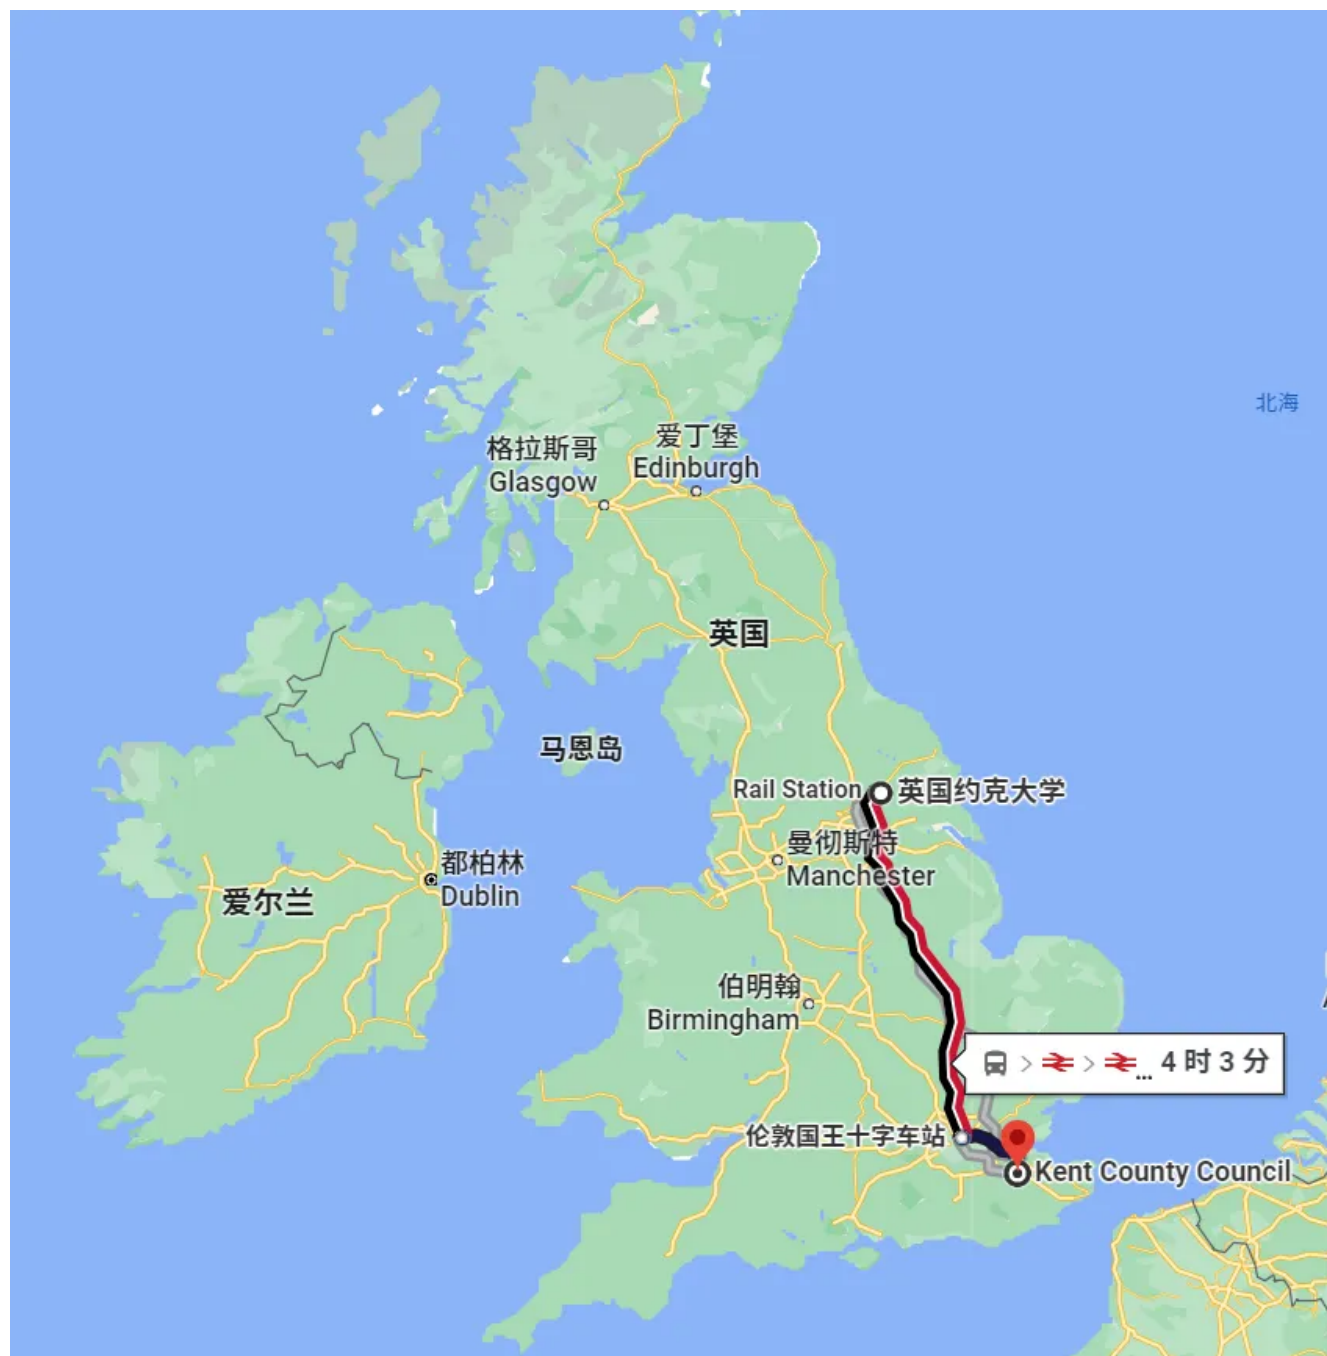 北海
格拉斯哥
Glasgow
爱丁堡
Edinburgh
英国
马恩岛
Rail Station
英国约克大学
曼彻斯特
Manchester
都柏林
Dublin
爱尔兰
伯明翰
Birmingham
... 4 时 3 分
伦敦国王十字车站
Kent County Council